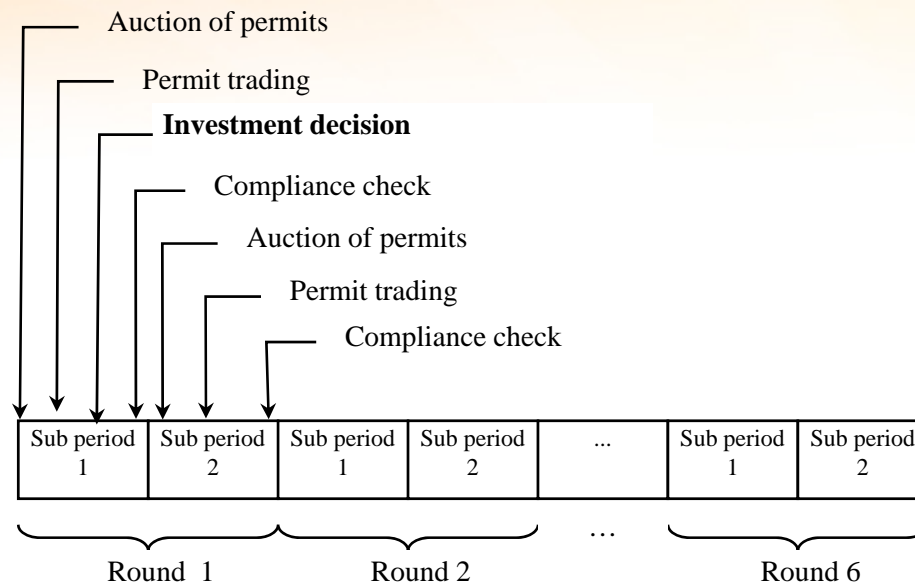 Auction of permits
Permit trading
Investment decision
Compliance check
Auction of permits
Permit trading
Compliance check
Sub period Sub period Sub period Sub period ... Sub period Sub period
1 2 1 2 1 2
…
Round 1 Round 2 Round 6